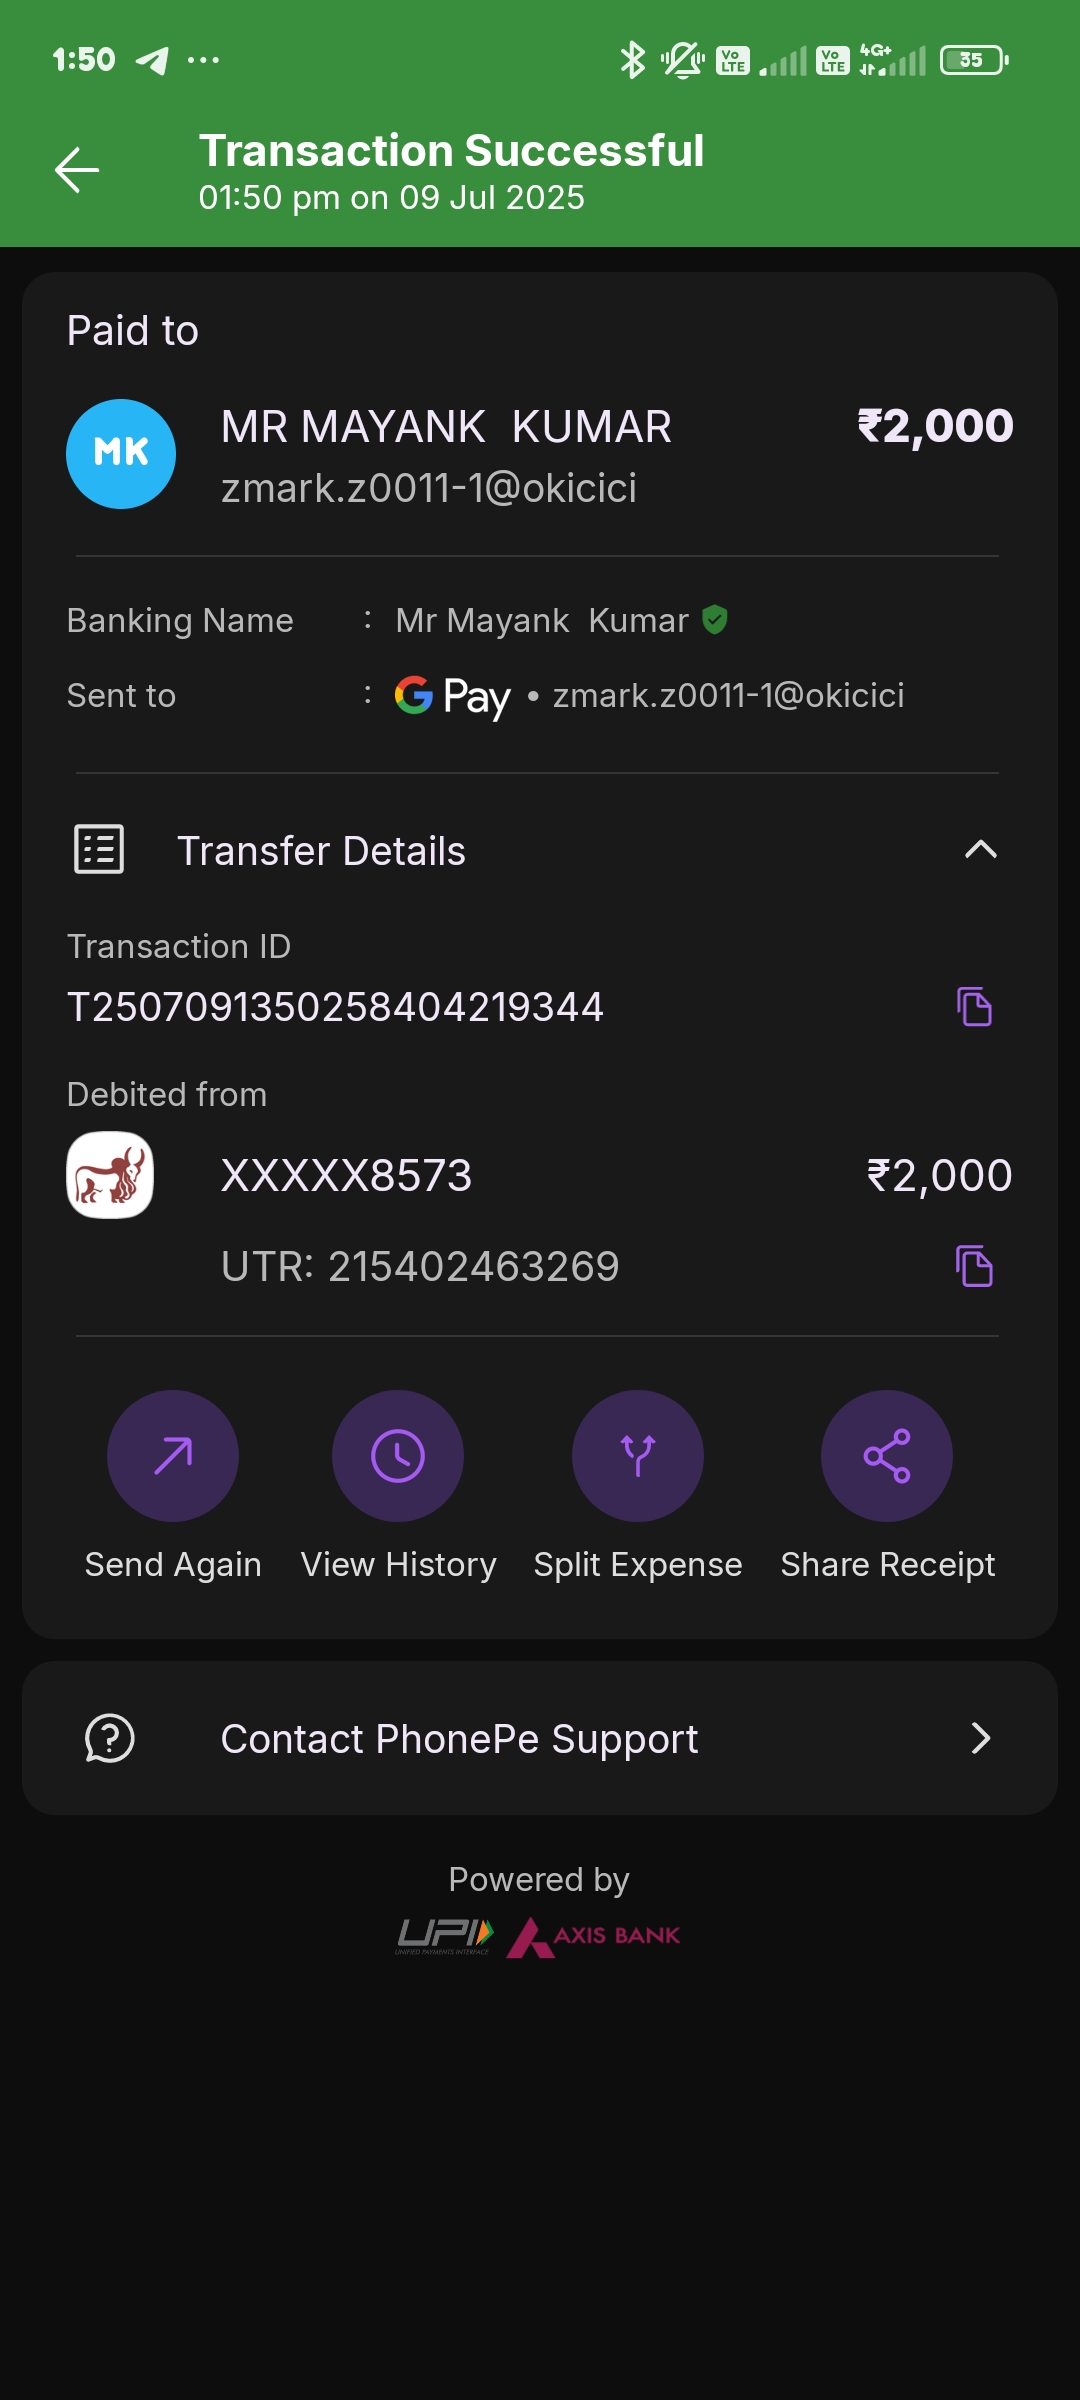 1:50 ... Vo LTE Vo LTE 4G+ 35
Transaction Successful
01:50 pm on 09 Jul 2025
Paid to
MK MR MAYANK  KUMAR ₹2,000
zmark.z0011-1@okicici
Banking Name : Mr Mayank  Kumar
Sent to : G Pay • zmark.z0011-1@okicici
Transfer Details
Transaction ID
T2507091350258404219344
Debited from
XXXXX8573 ₹2,000
UTR: 215402463269
Send Again View History Split Expense Share Receipt
Contact PhonePe Support
Powered by
UPI AXIS BANK
UNIFIED PAYMENTS INTERFACE